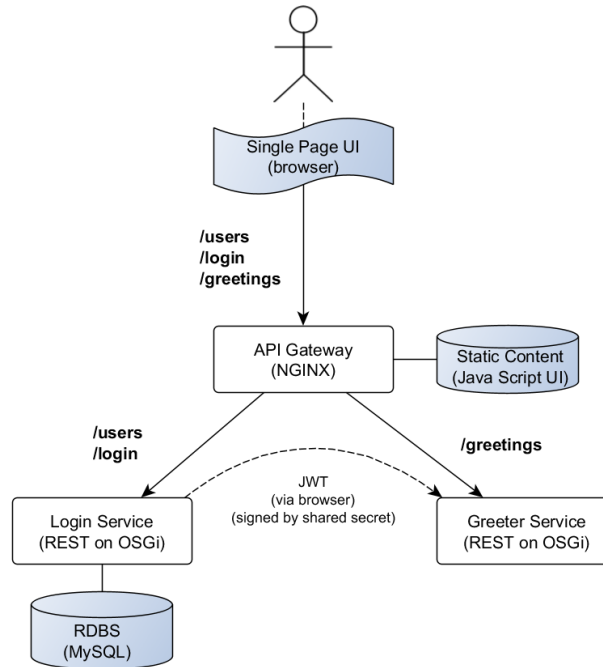 Single Page UI
(browser)
/users
/login
/greetings
API Gateway
(NGINX)
Static Content
(Java Script UI)
/users
/login
/greetings
JWT
(via browser)
(signed by shared secret)
Login Service
(REST on OSGi)
Greeter Service
(REST on OSGi)
RDBS
(MySQL)